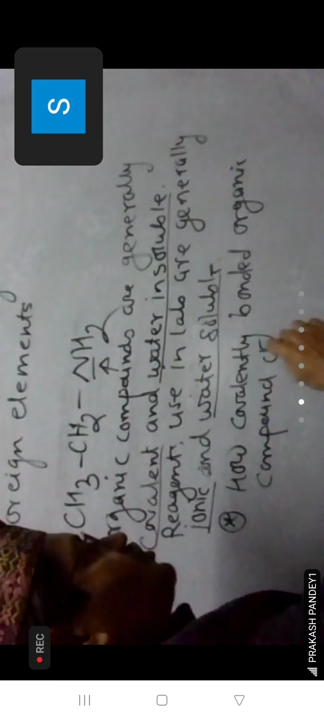 oreign elements
CH3-CH2-NH2
rganic compounds are generally
Covalent and water insoluble.
Reagent. use in lab are generally
ionic and water soluble
* How covalently bonded organic
compound
S
REC
PRAKASH PANDEY1